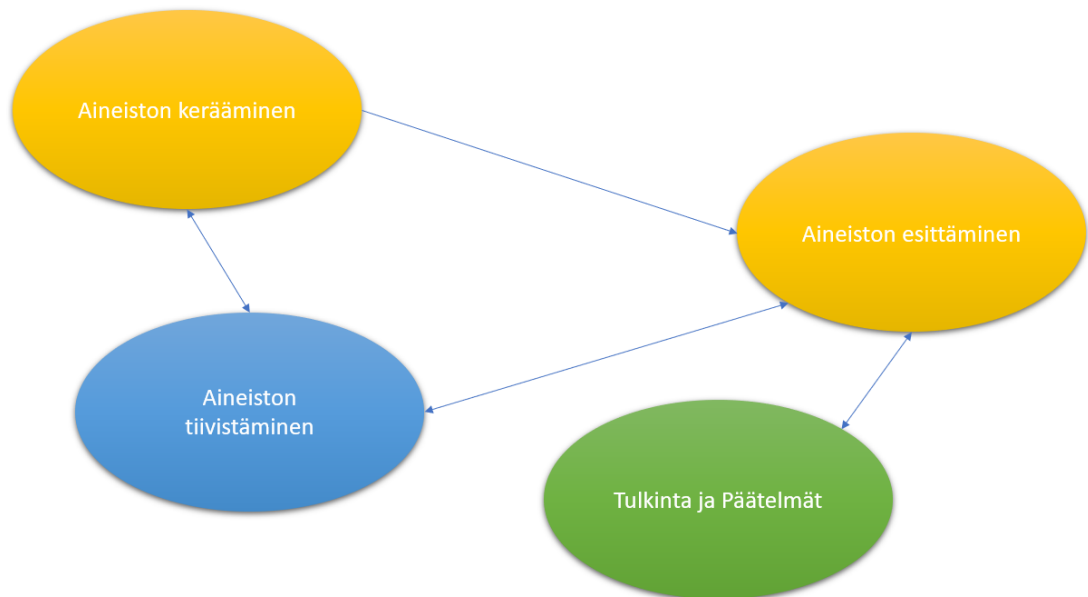 Aineiston kerääminen
Aineiston esittäminen
Aineiston
tiivistäminen
Tulkinta ja Päätelmät